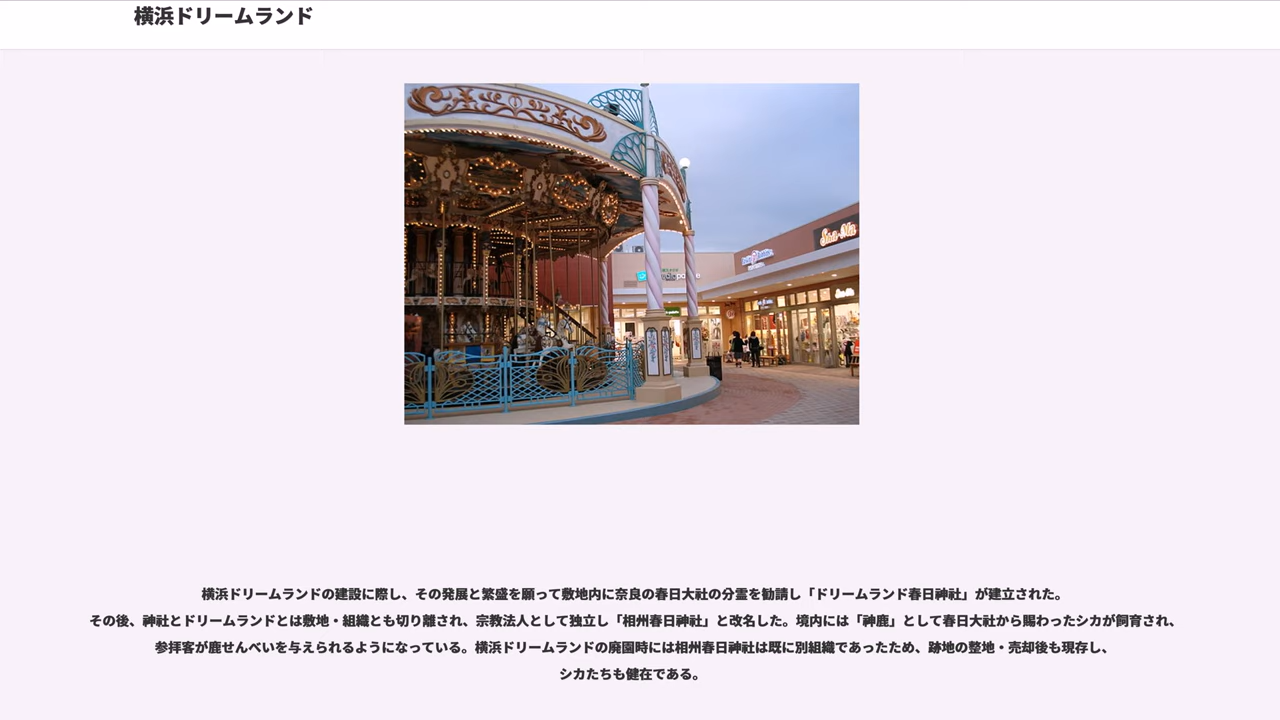 横浜ドリームランド
横浜ドリームランドの建設に際し、その発展と繁盛を願って敷地内に奈良の春日大社の分霊を勧請し「ドリームランド春日神社」が建立された。
その後、神社とドリームランドとは敷地・組織とも切り離され、宗教法人として独立し「相州春日神社」と改名した。境内には「神鹿」として春日大社から賜わったシカが飼育され、
参拝客が鹿せんべいを与えられるようになっている。横浜ドリームランドの廃園時には相州春日神社は既に別組織であったため、跡地の整地・売却後も現存し、
シカたちも健在である。